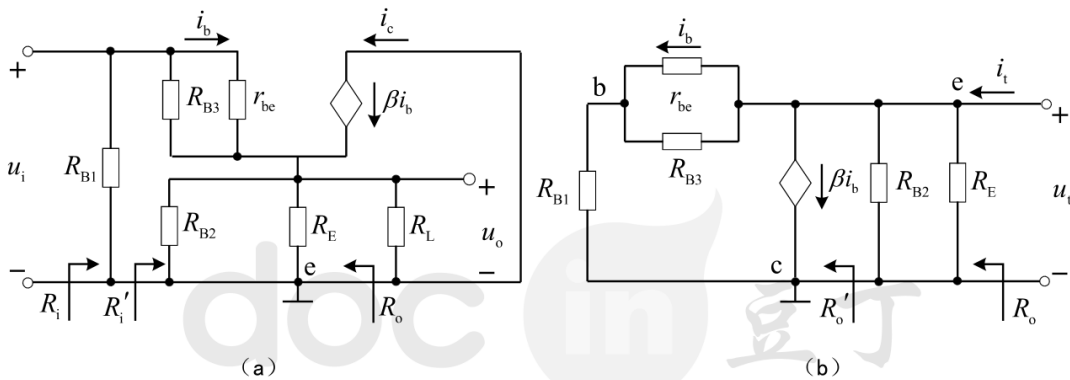 i_b
i_c
+
R_B3
r_be
βi_b
u_i
R_B1
+
R_B2
R_E
R_L
u_o
−
e
−
R_i
R_i′
R_o
(a)
i_b
b
r_be
e
i_t
+
R_B3
R_B1
βi_b
R_B2
R_E
u_t
c
−
R_o′
R_o
(b)
doc in 豆丁